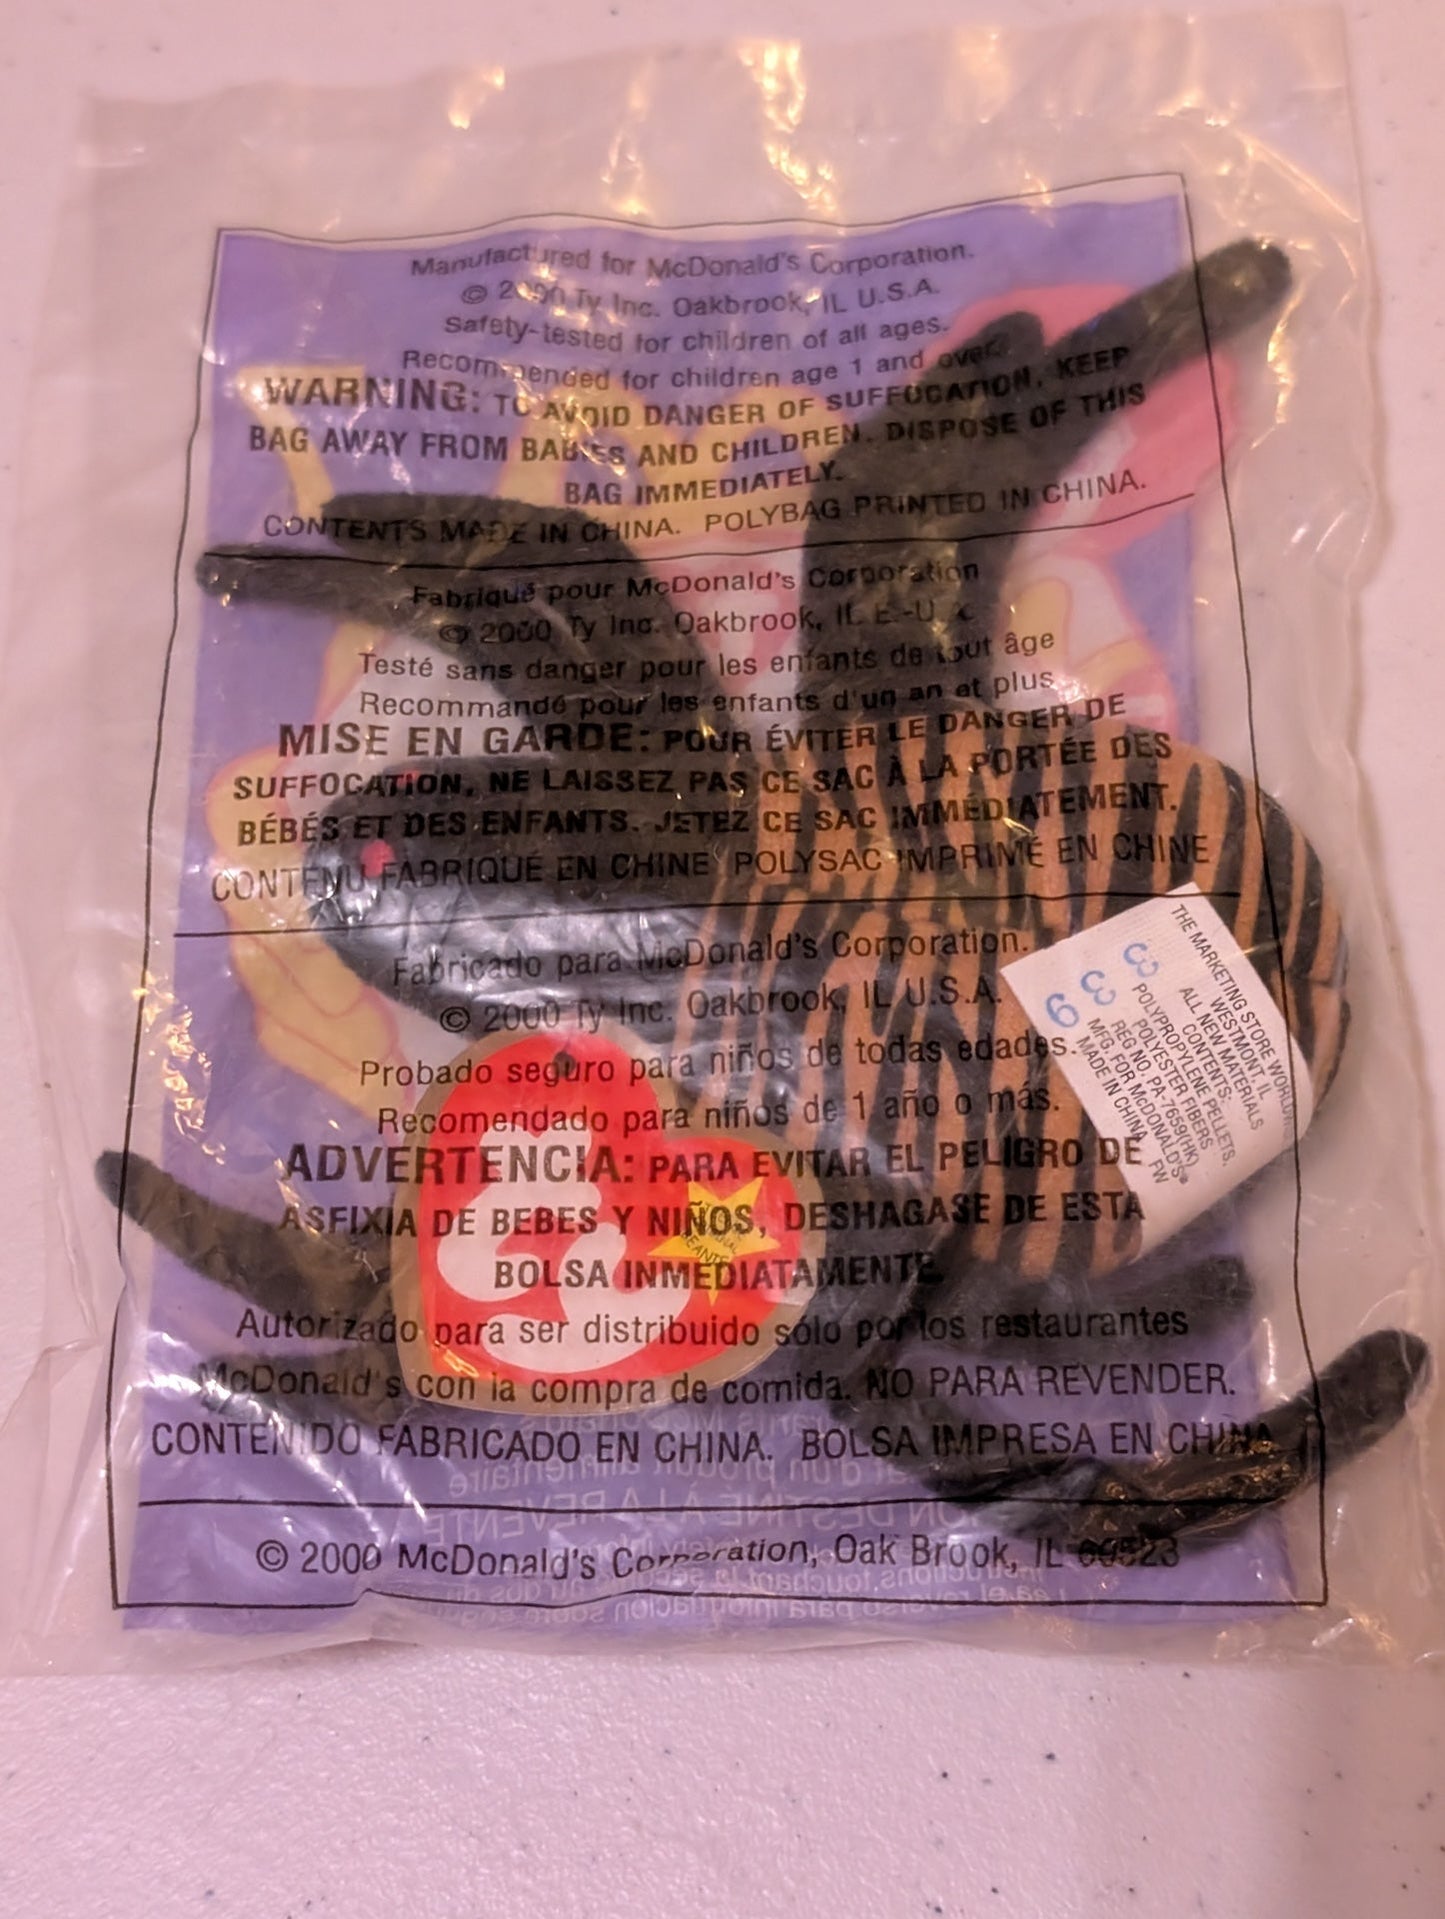 Manufactured for McDonald's Corporation.
© 2000 Ty Inc. Oakbrook, IL U.S.A.
Safety-tested for children of all ages.
Recommended for children age 1 and over.
WARNING: TO AVOID DANGER OF SUFFOCATION, KEEP
BAG AWAY FROM BABIES AND CHILDREN. DISPOSE OF THIS
BAG IMMEDIATELY.
CONTENTS MADE IN CHINA. POLYBAG PRINTED IN CHINA.
Fabriqué pour McDonald's Corporation
© 2000 Ty Inc. Oakbrook, IL É.-U.
Testé sans danger pour les enfants de tout âge
Recommandé pour les enfants d'un an et plus
MISE EN GARDE: POUR ÉVITER LE DANGER DE
SUFFOCATION, NE LAISSEZ PAS CE SAC À LA PORTÉE DES
BÉBÉS ET DES ENFANTS. JETEZ CE SAC IMMÉDIATEMENT.
CONTENU FABRIQUÉ EN CHINE POLYSAC IMPRIMÉ EN CHINE
Fabricado para McDonald's Corporation.
© 2000 Ty Inc. Oakbrook, IL U.S.A.
Probado seguro para niños de todas edades.
Recomendado para niños de 1 año o más.
ADVERTENCIA: PARA EVITAR EL PELIGRO DE
ASFIXIA DE BEBES Y NIÑOS, DESHAGASE DE ESTA
BOLSA INMEDIATAMENTE.
Autorizado para ser distribuido sólo por los restaurantes
McDonald's con la compra de comida. NO PARA REVENDER.
CONTENIDO FABRICADO EN CHINA. BOLSA IMPRESA EN CHINA
© 2000 McDonald's Corporation, Oak Brook, IL 60523
THE MARKETING STORE
WESTMONT, IL
ALL NEW MATERIALS
CONTENTS:
POLYPROPYLENE PELLETS,
POLYESTER FIBERS
REG NO. PA-7659(HK)
MFG. FOR McDONALD'S®
MADE IN CHINA FW
ty